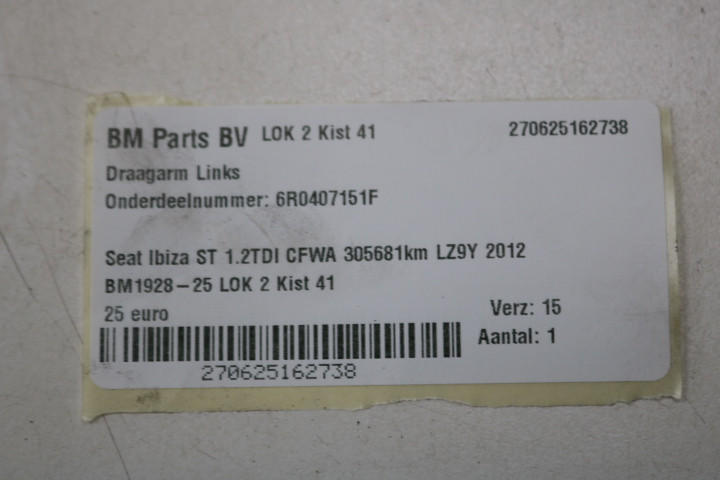 BM Parts BV LOK 2 Kist 41 270625162738
Draagarm Links
Onderdeelnummer: 6R0407151F
Seat Ibiza ST 1.2TDI CFWA 305681km LZ9Y 2012
BM1928-25 LOK 2 Kist 41
25 euro Verz: 15
Aantal: 1
270625162738